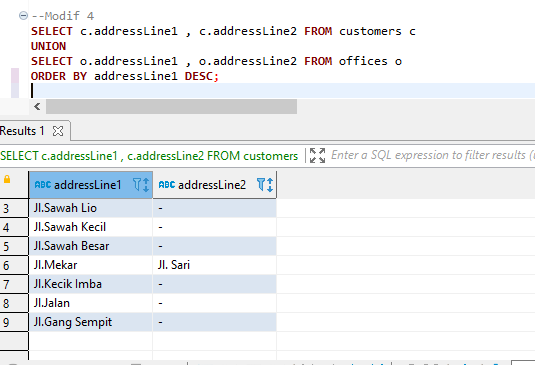 --Modif 4
SELECT c.addressLine1 , c.addressLine2 FROM customers c
UNION
SELECT o.addressLine1 , o.addressLine2 FROM offices o
ORDER BY addressLine1 DESC;
Results 1
SELECT c.addressLine1 , c.addressLine2 FROM customers
Enter a SQL expression to filter results (
ABC addressLine1 ABC addressLine2
3 Jl.Sawah Lio -
4 Jl.Sawah Kecil -
5 Jl.Sawah Besar -
6 Jl.Mekar Jl. Sari
7 Jl.Kecik Imba -
8 Jl.Jalan -
9 Jl.Gang Sempit -